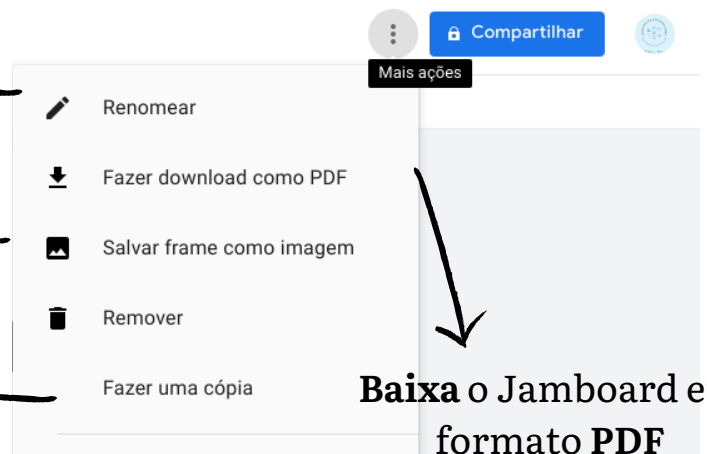 Compartilhar
Mais ações
Renomear
Fazer download como PDF
Salvar frame como imagem
Remover
Fazer uma cópia
Baixa o Jamboard e
formato PDF